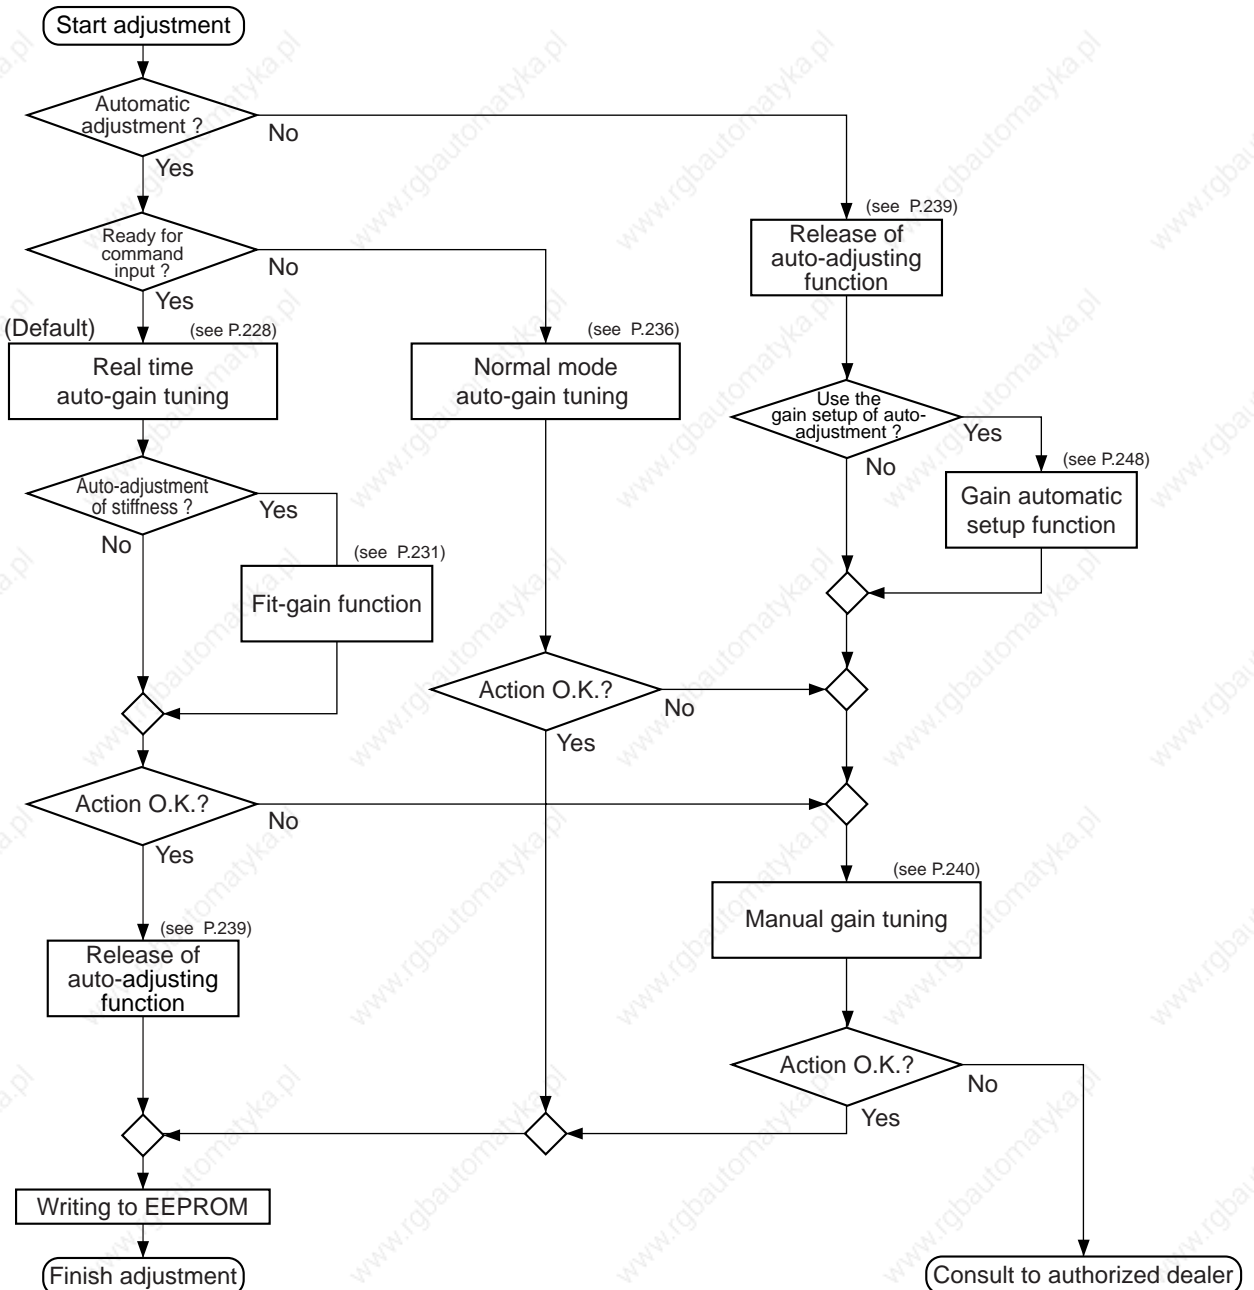 Start adjustment
Automatic
adjustment ?
No
Yes
Ready for
command
input ?
No
Yes
(see P.239)
Release of
auto-adjusting
function
(Default)
(see P.228)
Real time
auto-gain tuning
(see P.236)
Normal mode
auto-gain tuning
Use the
gain setup of auto-
adjustment ?
Yes
No
(see P.248)
Gain automatic
setup function
Auto-adjustment
of stiffness ?
Yes
No
(see P.231)
Fit-gain function
Action O.K.?
No
Yes
Action O.K.?
No
Yes
(see P.240)
Manual gain tuning
(see P.239)
Release of
auto-adjusting
function
Action O.K.?
No
Yes
Writing to EEPROM
Finish adjustment
Consult to authorized dealer
www.rgbautomatyka.pl